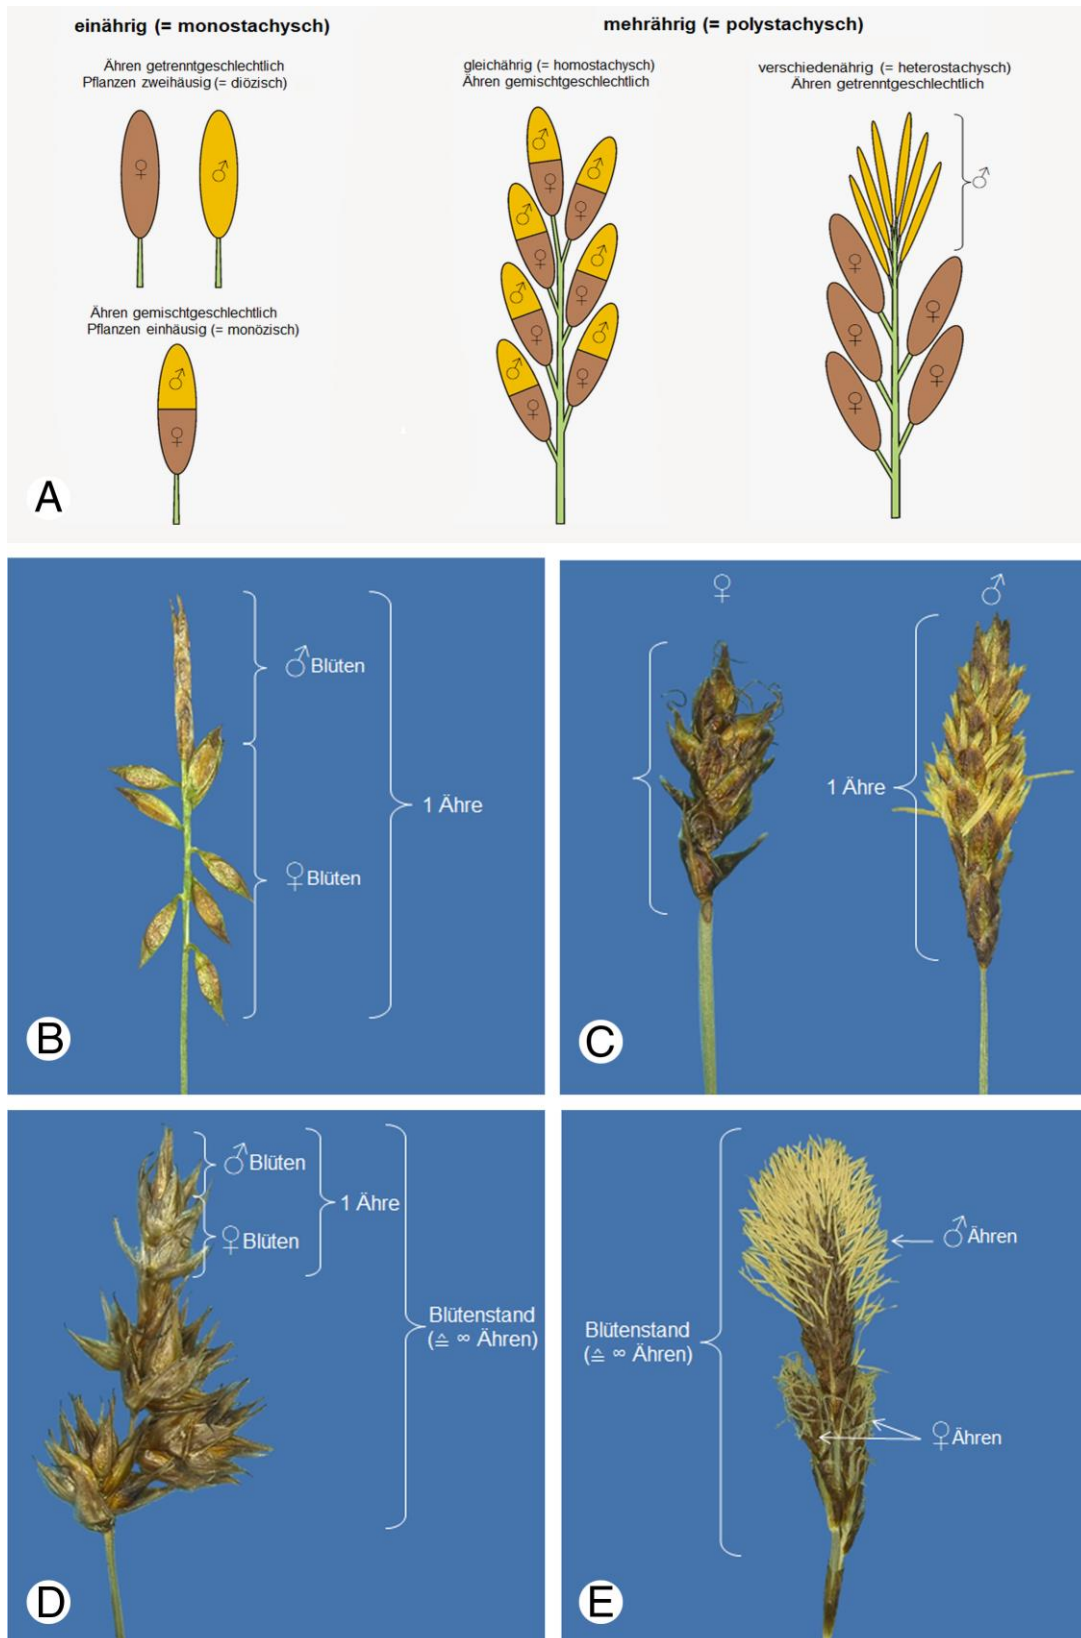 einährig (= monostachysch)
mehrährig (= polystachysch)
Ähren getrenntgeschlechtlich
Pflanzen zweihäusig (= diözisch)
gleichährig (= homostachysch)
Ähren gemischtgeschlechtlich
verschiedenährig (= heterostachysch)
Ähren getrenntgeschlechtlich
♀
♂
Ähren gemischtgeschlechtlich
Pflanzen einhäusig (= monözisch)
♂
♀
♂
♀
♂
♀
♂
♀
♂
♀
♂
♀
♂
♀
♂
♀
♂
♀
♀
♀
♀
♀
A
♂ Blüten
♀ Blüten
1 Ähre
B
♀
♂
1 Ähre
C
♂ Blüten
♀ Blüten
1 Ähre
Blütenstand
(≙ ∞ Ähren)
D
♂ Ähren
Blütenstand
(≙ ∞ Ähren)
♀ Ähren
E